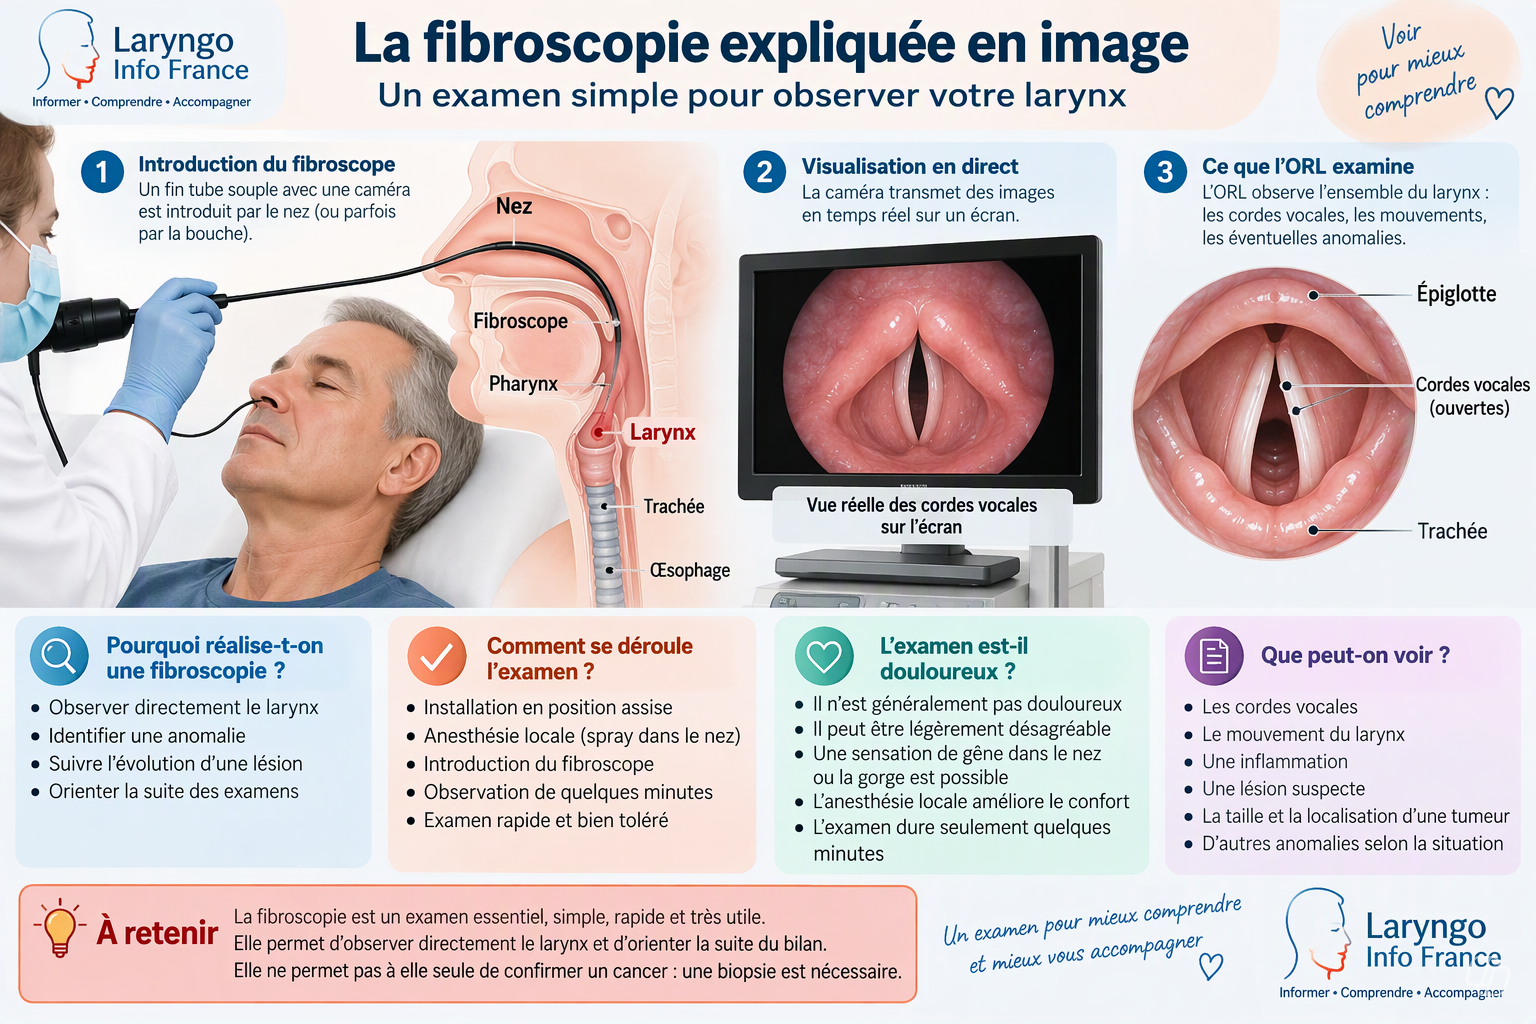 Laryngo
Info France
Informer • Comprendre • Accompagner
La fibroscopie expliquée en image
Un examen simple pour observer votre larynx
Voir
pour mieux
comprendre
1
Introduction du fibroscope
Un fin tube souple avec une caméra
est introduit par le nez (ou parfois
par la bouche).
Nez
Fibroscope
Pharynx
Larynx
Trachée
Œsophage
2
Visualisation en direct
La caméra transmet des images
en temps réel sur un écran.
Vue réelle des cordes vocales
sur l'écran
3
Ce que l'ORL examine
L'ORL observe l'ensemble du larynx :
les cordes vocales, les mouvements,
les éventuelles anomalies.
Épiglotte
Cordes vocales
(ouvertes)
Trachée
Pourquoi réalise-t-on
une fibroscopie ?
• Observer directement le larynx
• Identifier une anomalie
• Suivre l'évolution d'une lésion
• Orienter la suite des examens
Comment se déroule
l'examen ?
• Installation en position assise
• Anesthésie locale (spray dans le nez)
• Introduction du fibroscope
• Observation de quelques minutes
• Examen rapide et bien toléré
L'examen est-il
douloureux ?
• Il n'est généralement pas douloureux
• Il peut être légèrement désagréable
• Une sensation de gêne dans le nez
ou la gorge est possible
• L'anesthésie locale améliore le confort
• L'examen dure seulement quelques
minutes
Que peut-on voir ?
• Les cordes vocales
• Le mouvement du larynx
• Une inflammation
• Une lésion suspecte
• La taille et la localisation d'une tumeur
• D'autres anomalies selon la situation
À retenir
La fibroscopie est un examen essentiel, simple, rapide et très utile.
Elle permet d'observer directement le larynx et d'orienter la suite du bilan.
Elle ne permet pas à elle seule de confirmer un cancer : une biopsie est nécessaire.
Un examen pour mieux comprendre
et mieux vous accompagner
Laryngo
Info France
Informer • Comprendre • Accompagner